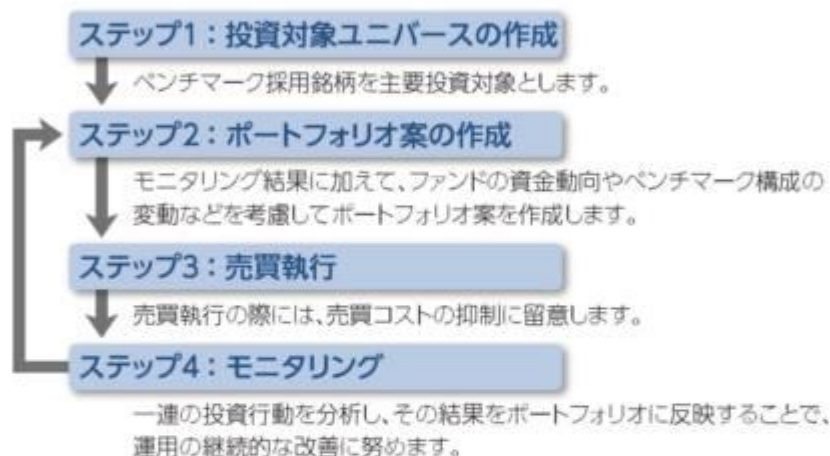 ステップ1：投資対象ユニバースの作成
ベンチマーク採用銘柄を主要投資対象とします。
ステップ2：ポートフォリオ案の作成
モニタリング結果に加えて、ファンドの資金動向やベンチマーク構成の
変動などを考慮してポートフォリオ案を作成します。
ステップ3：売買執行
売買執行の際には、売買コストの抑制に留意します。
ステップ4：モニタリング
一連の投資行動を分析し、その結果をポートフォリオに反映することで、
運用の継続的な改善に努めます。